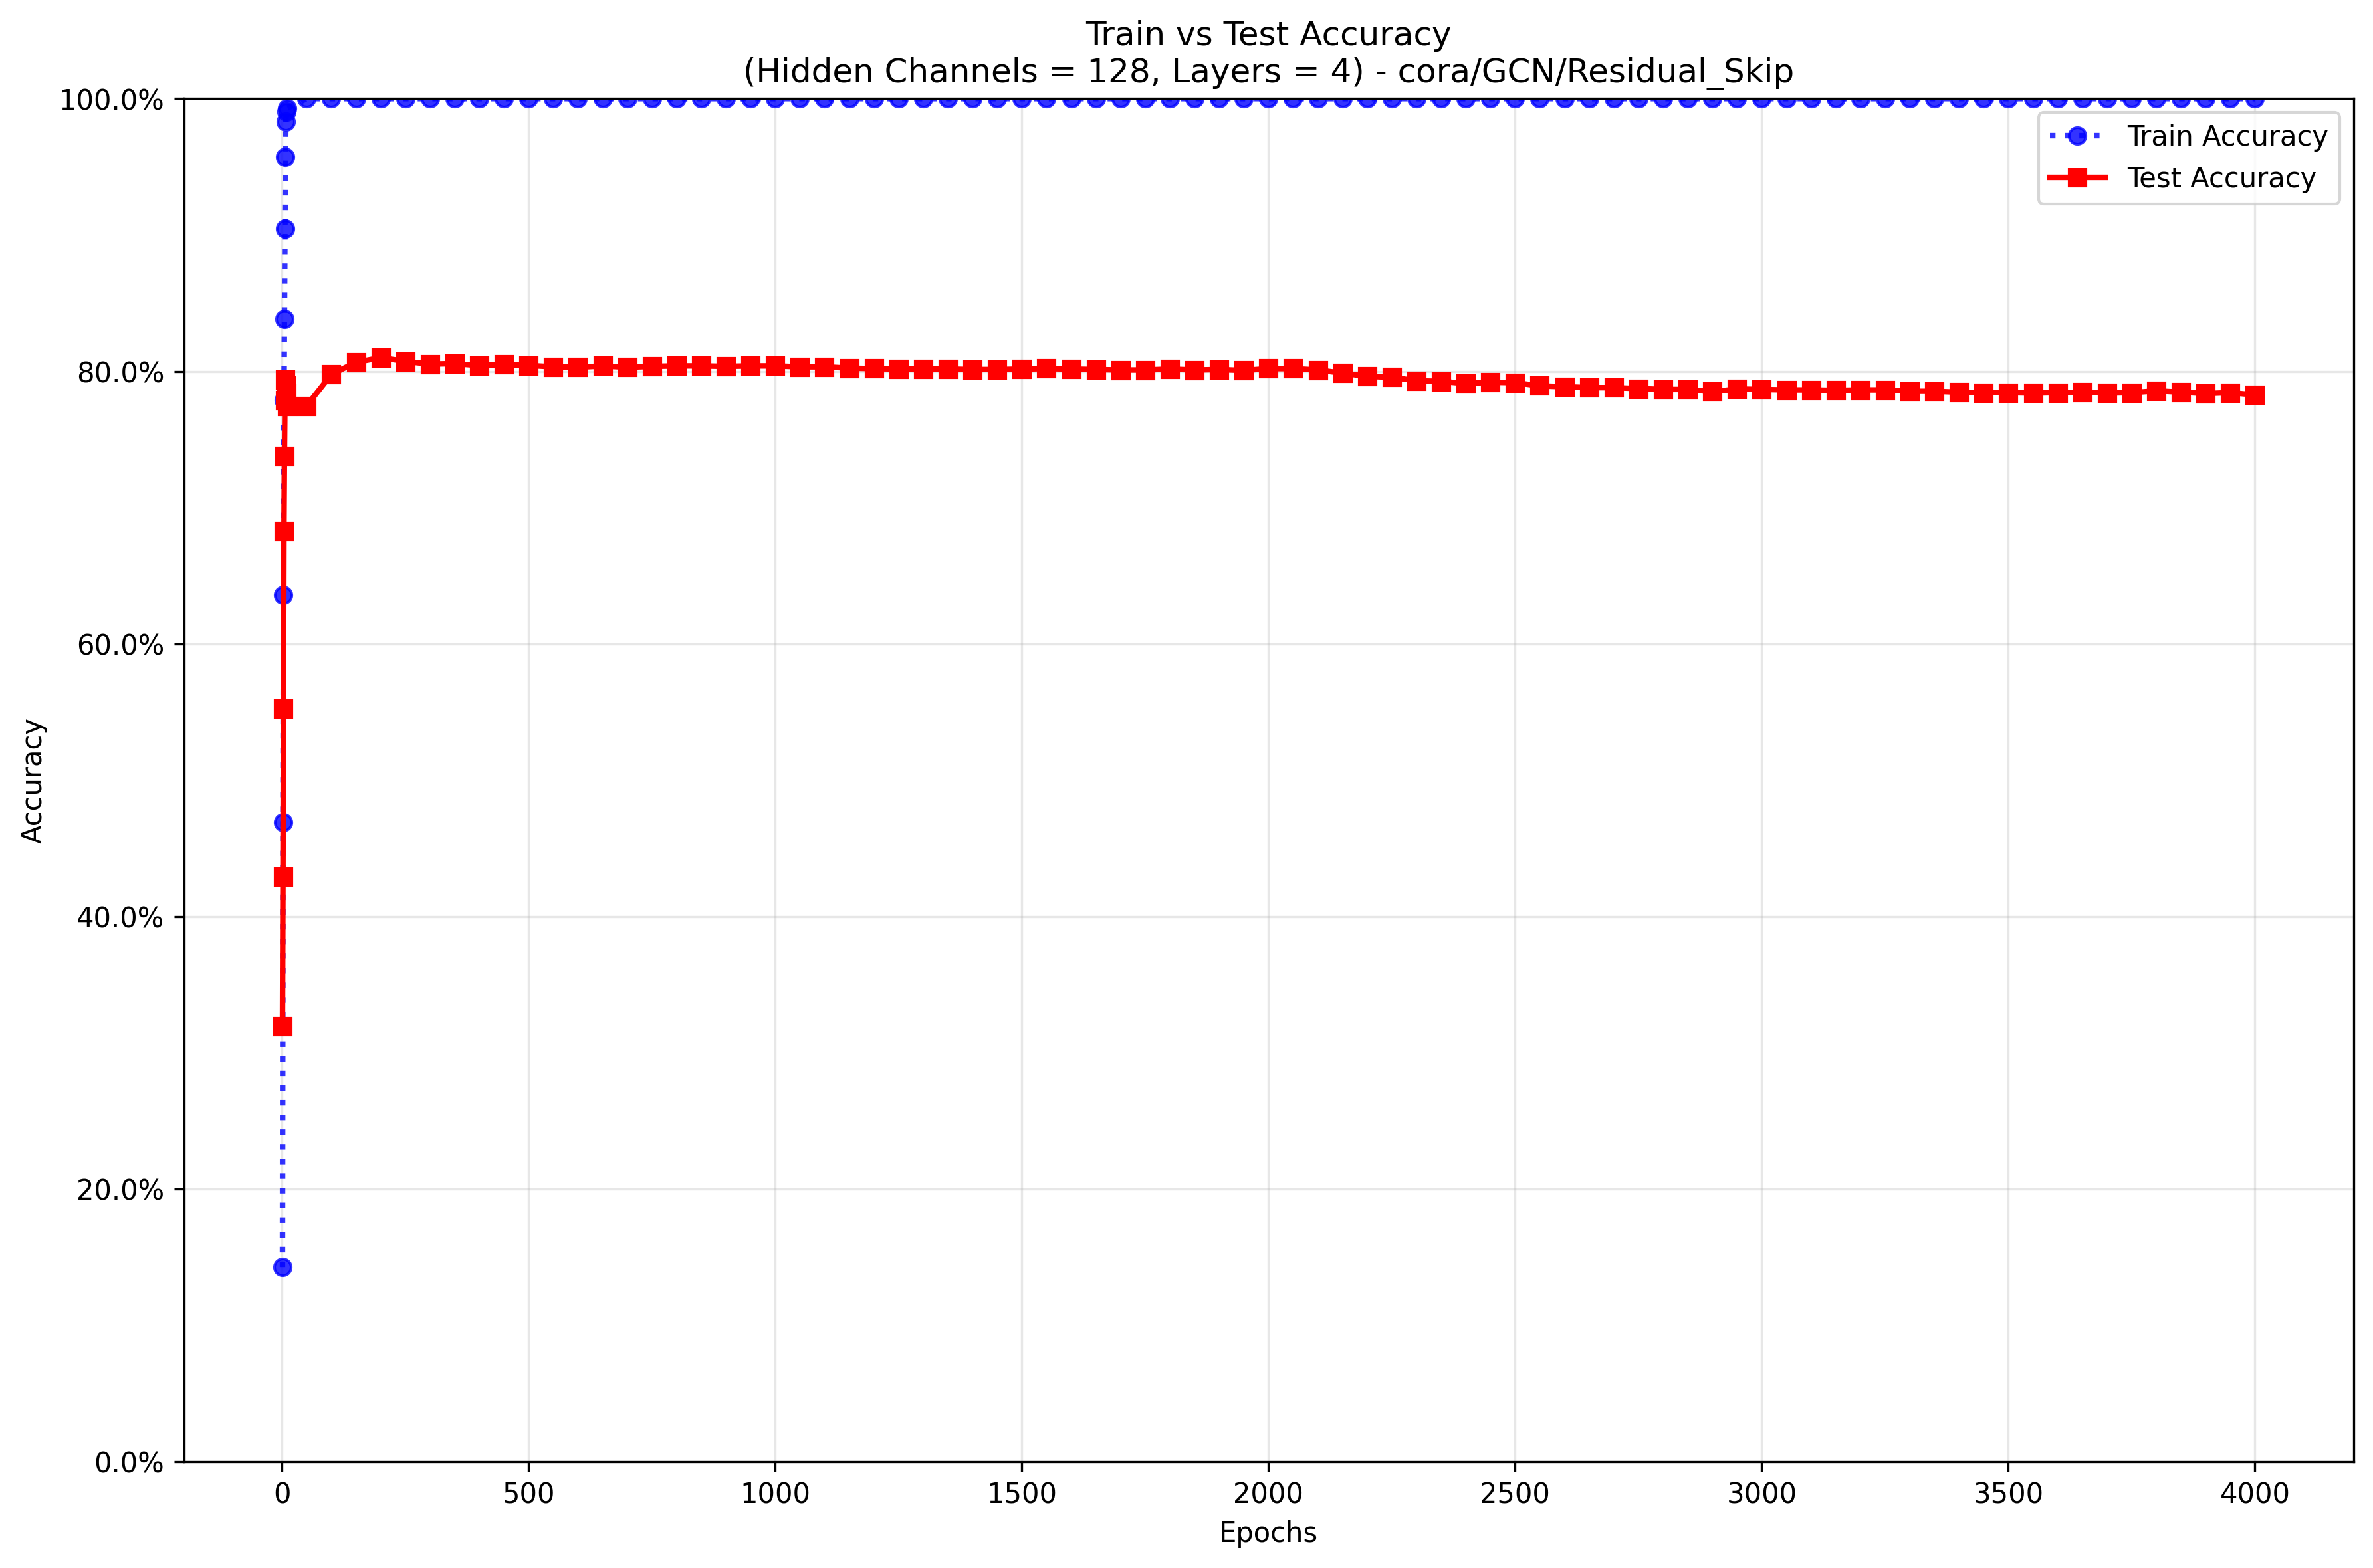 Train vs Test Accuracy
(Hidden Channels = 128, Layers = 4) - cora/GCN/Residual_Skip
100.0%
80.0%
60.0%
40.0%
20.0%
0.0%
Accuracy
Train Accuracy
Test Accuracy
0 500 1000 1500 2000 2500 3000 3500 4000
Epochs